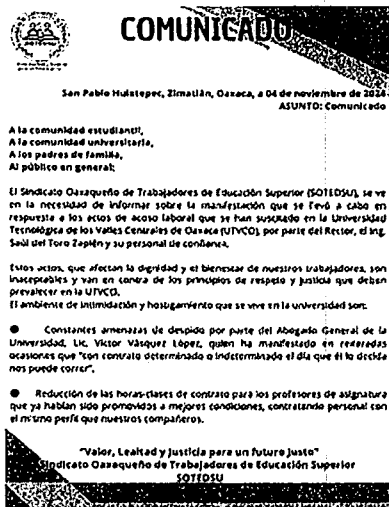 SOTEDSU
COMUNICADO
San Pablo Huixtepec, Zimatlán, Oaxaca, a 04 de noviembre de 2024
ASUNTO: Comunicado
A la comunidad estudiantil,
A la comunidad universitaria,
A los padres de familia,
Al público en general;
El Sindicato Oaxaqueño de Trabajadores de Educación Superior (SOTEDSU), se ve
en la necesidad de informar sobre la manifestación que se llevó a cabo en
respuesta a los actos de acoso laboral que se han suscitado en la Universidad
Tecnológica de los Valles Centrales de Oaxaca (UTVCO), por parte del Rector, el Ing.
Saúl del Toro Zapién y su personal de confianza.
Estos actos, que afectan la dignidad y el bienestar de nuestros trabajadores, son
inaceptables y van en contra de los principios de respeto y justicia que deben
prevalecer en la UTVCO.
El ambiente de intimidación y hostigamiento que se vive en la universidad son:
● Constantes amenazas de despido por parte del Abogado General de la
Universidad, Lic. Víctor Vásquez López, quien ha manifestado en reiteradas
ocasiones que "con contrato determinado o indeterminado el día que él lo decida
nos puede correr".
● Reducción de las horas-clases de contrato para los profesores de asignatura
que ya habían sido promovidos a mejores condiciones, contratando personal con
el mismo perfil que nuestros compañeros.
"Valor, Lealtad y Justicia para un futuro justo"
Sindicato Oaxaqueño de Trabajadores de Educación Superior
SOTEDSU